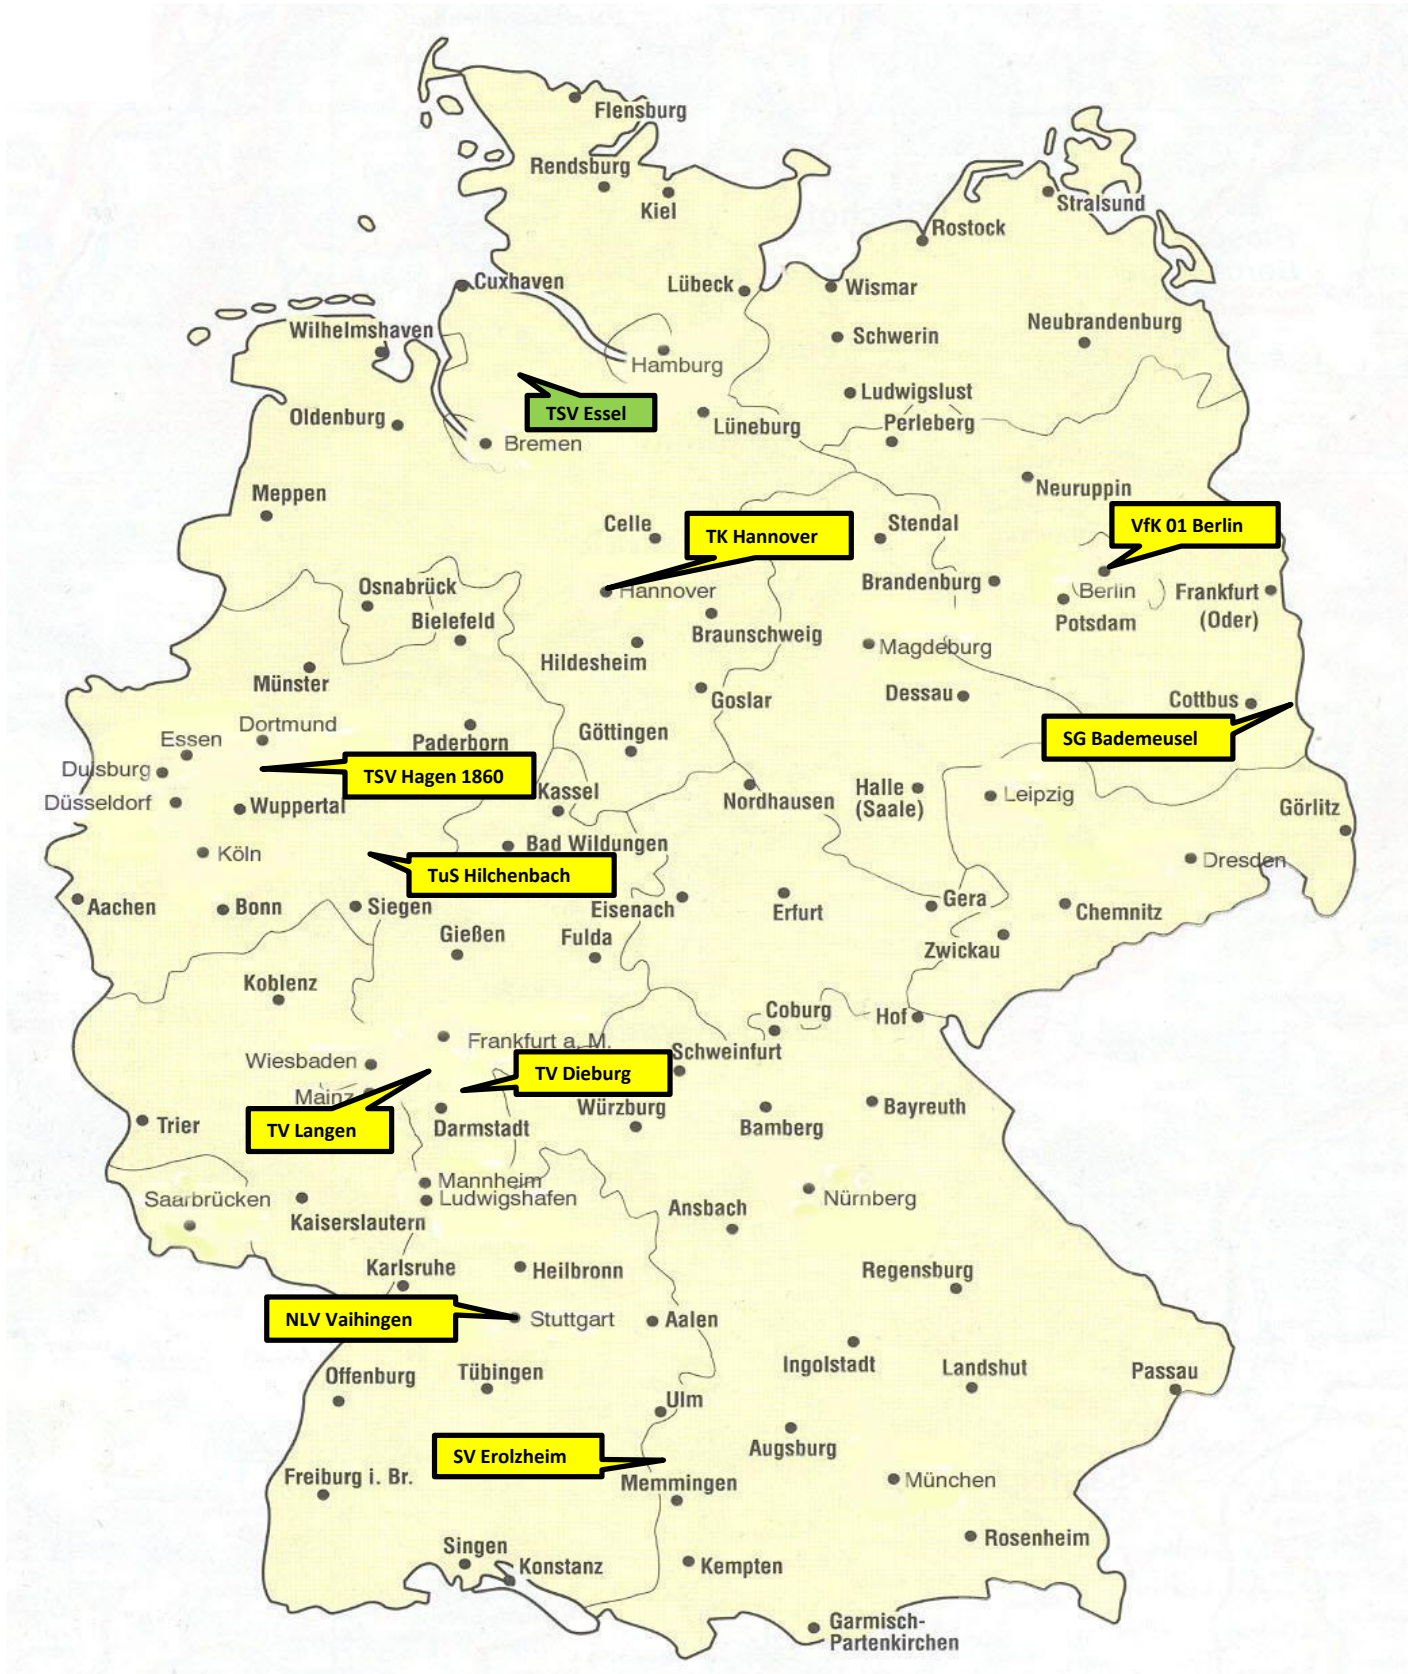 Flensburg
Rendsburg
Kiel
Stralsund
Rostock
Cuxhaven
Lübeck
Wismar
Wilhelmshaven
Schwerin
Neubrandenburg
Hamburg
Ludwigslust
TSV Essel
Oldenburg
Lüneburg
Perleberg
Bremen
Meppen
Neuruppin
Celle
TK Hannover
Stendal
VfK 01 Berlin
Osnabrück
Hannover
Brandenburg
Berlin
Frankfurt
(Oder)
Bielefeld
Braunschweig
Potsdam
Hildesheim
Magdeburg
Münster
Goslar
Dessau
Cottbus
Dortmund
Essen
Paderborn
Göttingen
SG Bademeusel
Duisburg
TSV Hagen 1860
Düsseldorf
Wuppertal
Kassel
Nordhausen
Halle
(Saale)
Leipzig
Görlitz
Köln
Bad Wildungen
Dresden
TuS Hilchenbach
Aachen
Bonn
Siegen
Eisenach
Erfurt
Gera
Chemnitz
Gießen
Fulda
Zwickau
Koblenz
Coburg
Hof
Frankfurt a. M.
Wiesbaden
Schweinfurt
TV Dieburg
Mainz
Würzburg
Bayreuth
Trier
TV Langen
Darmstadt
Bamberg
Mannheim
Saarbrücken
Ludwigshafen
Nürnberg
Kaiserslautern
Ansbach
Karlsruhe
Heilbronn
Regensburg
NLV Vaihingen
Stuttgart
Aalen
Offenburg
Tübingen
Ingolstadt
Landshut
Passau
Ulm
SV Erolzheim
Augsburg
Freiburg i. Br.
Memmingen
München
Singen
Konstanz
Kempten
Rosenheim
Garmisch-
Partenkirchen